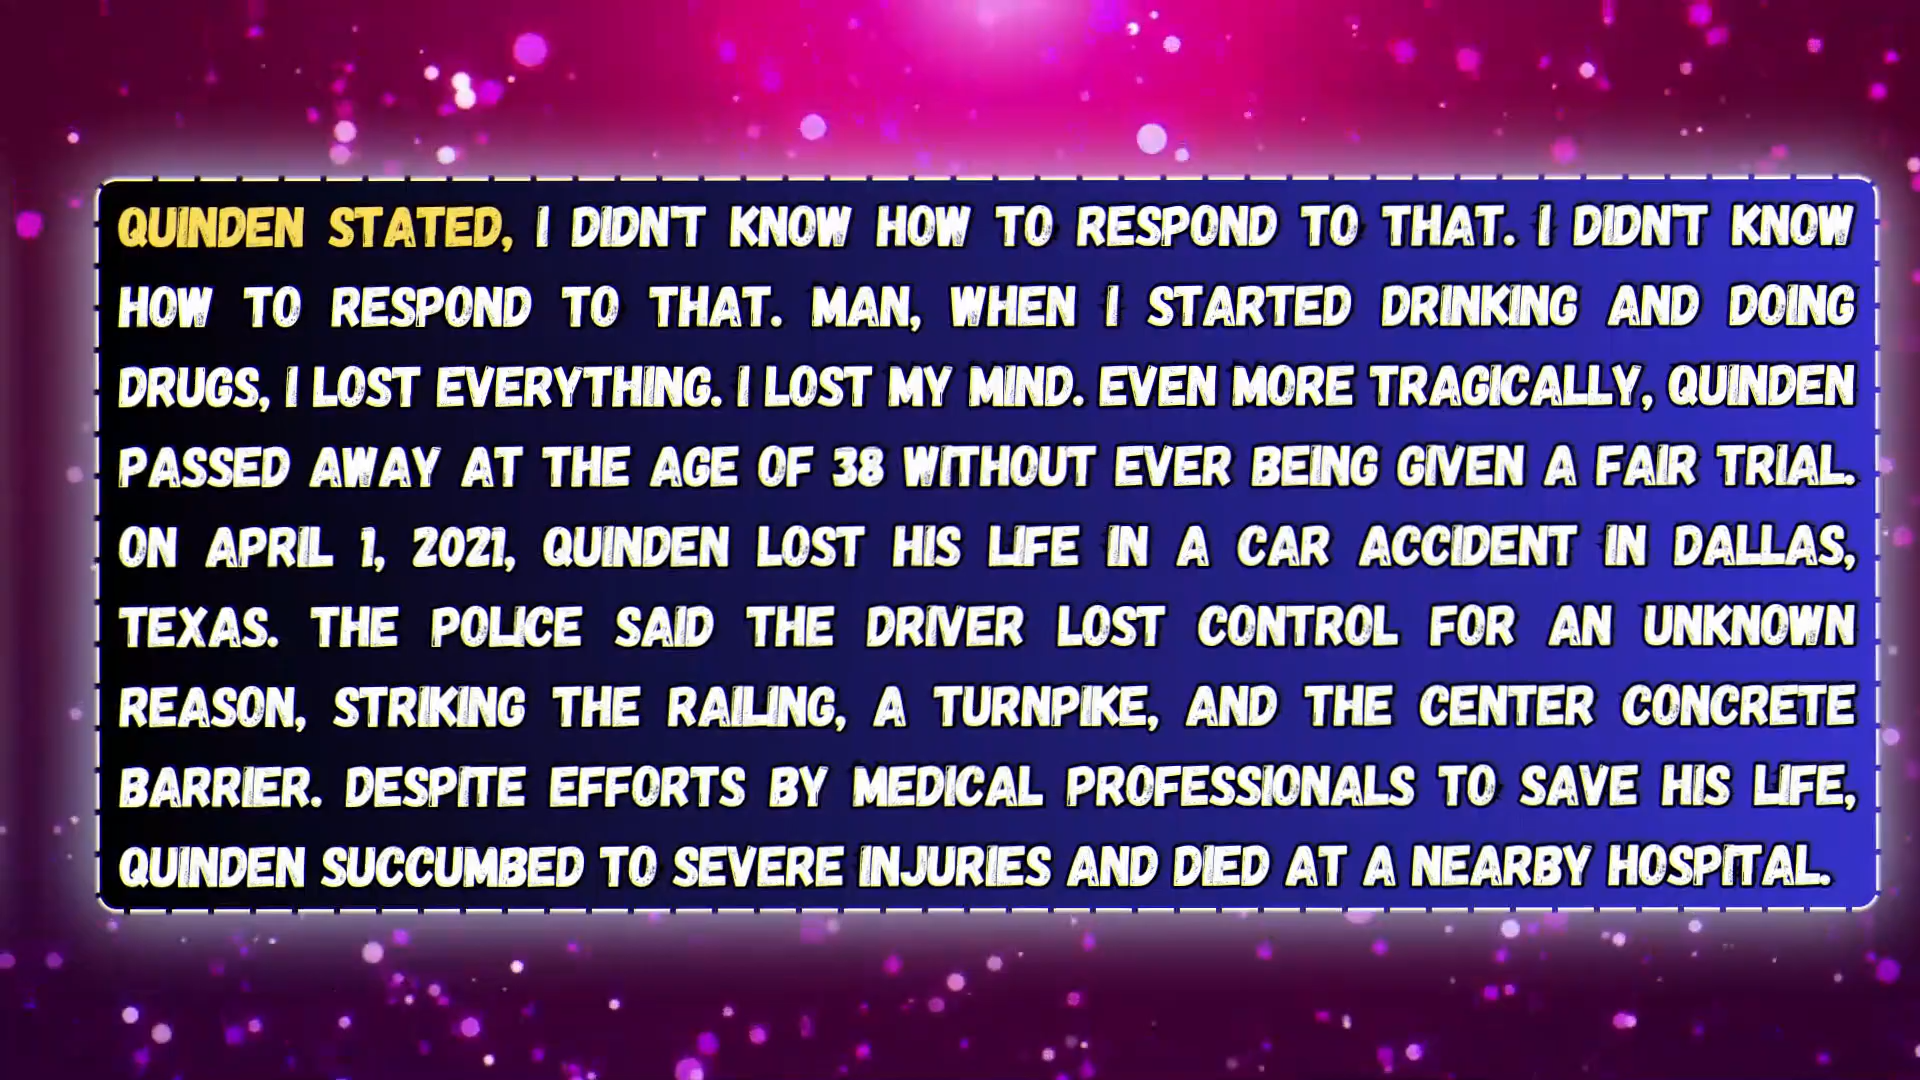 QUINDEN STATED, I DIDN'T KNOW HOW TO RESPOND TO THAT. I DIDN'T KNOW
HOW TO RESPOND TO THAT. MAN, WHEN I STARTED DRINKING AND DOING
DRUGS, I LOST EVERYTHING. I LOST MY MIND. EVEN MORE TRAGICALLY, QUINDEN
PASSED AWAY AT THE AGE OF 38 WITHOUT EVER BEING GIVEN A FAIR TRIAL.
ON APRIL 1, 2021, QUINDEN LOST HIS LIFE IN A CAR ACCIDENT IN DALLAS,
TEXAS. THE POLICE SAID THE DRIVER LOST CONTROL FOR AN UNKNOWN
REASON, STRIKING THE RAILING, A TURNPIKE, AND THE CENTER CONCRETE
BARRIER. DESPITE EFFORTS BY MEDICAL PROFESSIONALS TO SAVE HIS LIFE,
QUINDEN SUCCUMBED TO SEVERE INJURIES AND DIED AT A NEARBY HOSPITAL.